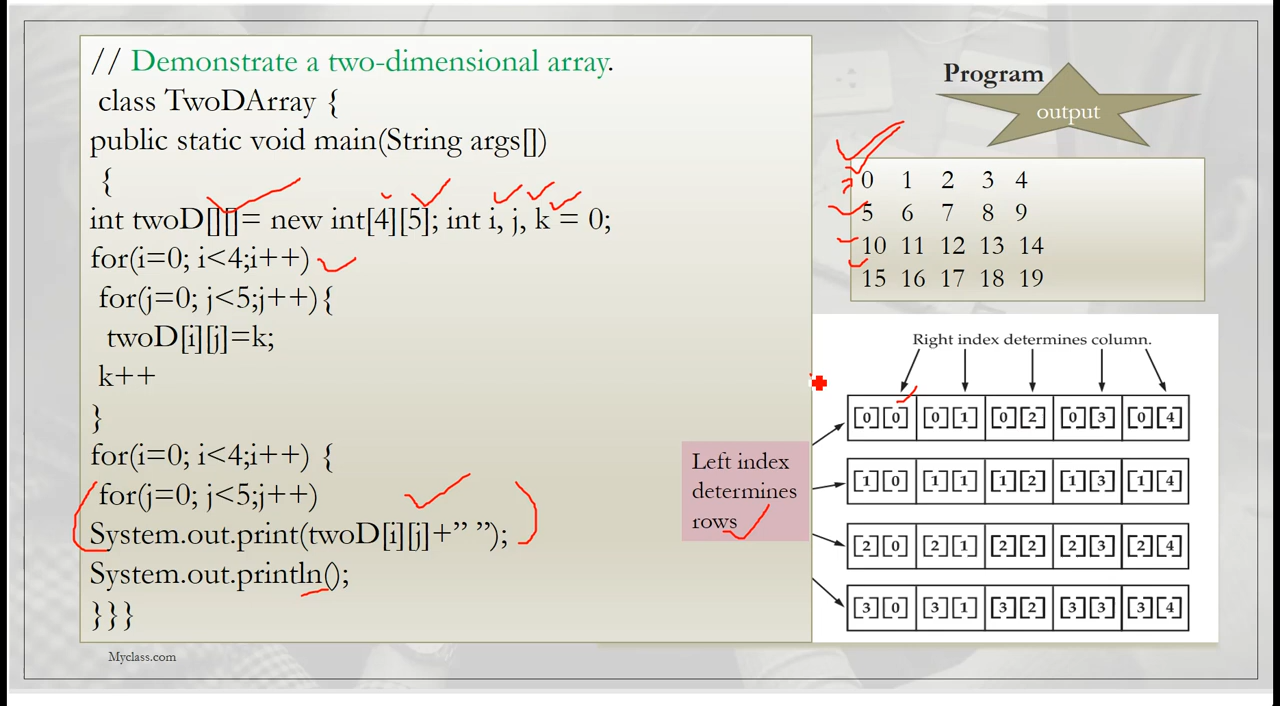 // Demonstrate a two-dimensional array.
class TwoDArray {
public static void main(String args[])
{
int twoD[][]= new int[4][5]; int i, j, k = 0;
for(i=0; i<4;i++)
for(j=0; j<5;j++){
twoD[i][j]=k;
k++
}
for(i=0; i<4;i++) {
for(j=0; j<5;j++)
System.out.print(twoD[i][j]+” ”);
System.out.println();
}}}
Myclass.com
Program
output
0 1 2 3 4
5 6 7 8 9
10 11 12 13 14
15 16 17 18 19
Right index determines column.
[0][0] [0][1] [0][2] [0][3] [0][4]
[1][0] [1][1] [1][2] [1][3] [1][4]
[2][0] [2][1] [2][2] [2][3] [2][4]
[3][0] [3][1] [3][2] [3][3] [3][4]
Left index
determines
rows